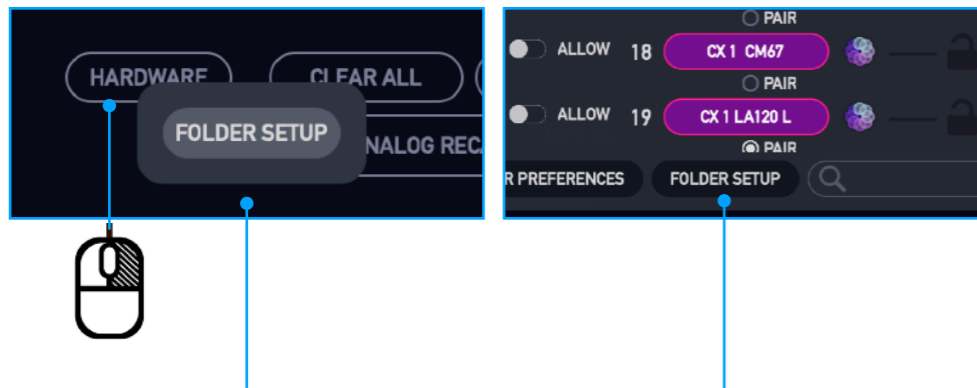 HARDWARE
CLEAR ALL
FOLDER SETUP
NALOG REC
PAIR
ALLOW 18 CX 1 CM67
PAIR
ALLOW 19 CX 1 LA120 L
PAIR
R PREFERENCES FOLDER SETUP